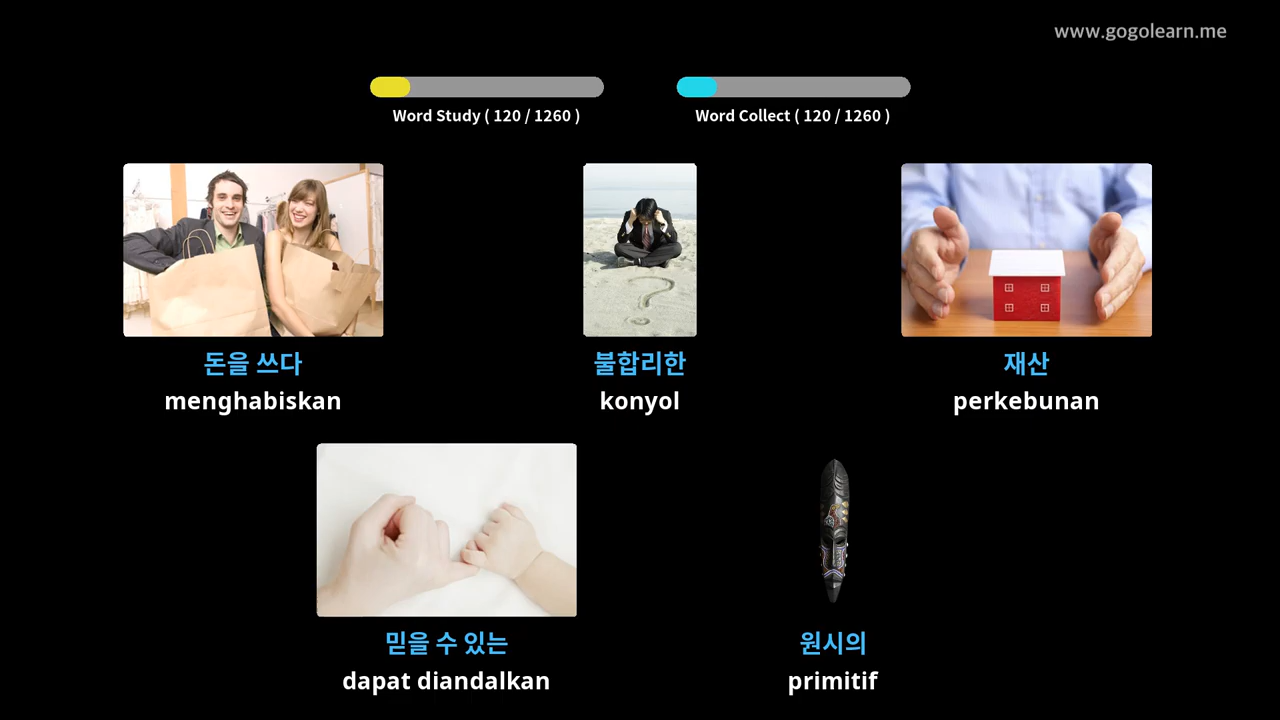 www.gogolearn.me
Word Study ( 120 / 1260 )
Word Collect ( 120 / 1260 )
돈을 쓰다
menghabiskan
불합리한
konyol
재산
perkebunan
믿을 수 있는
dapat diandalkan
원시의
primitif